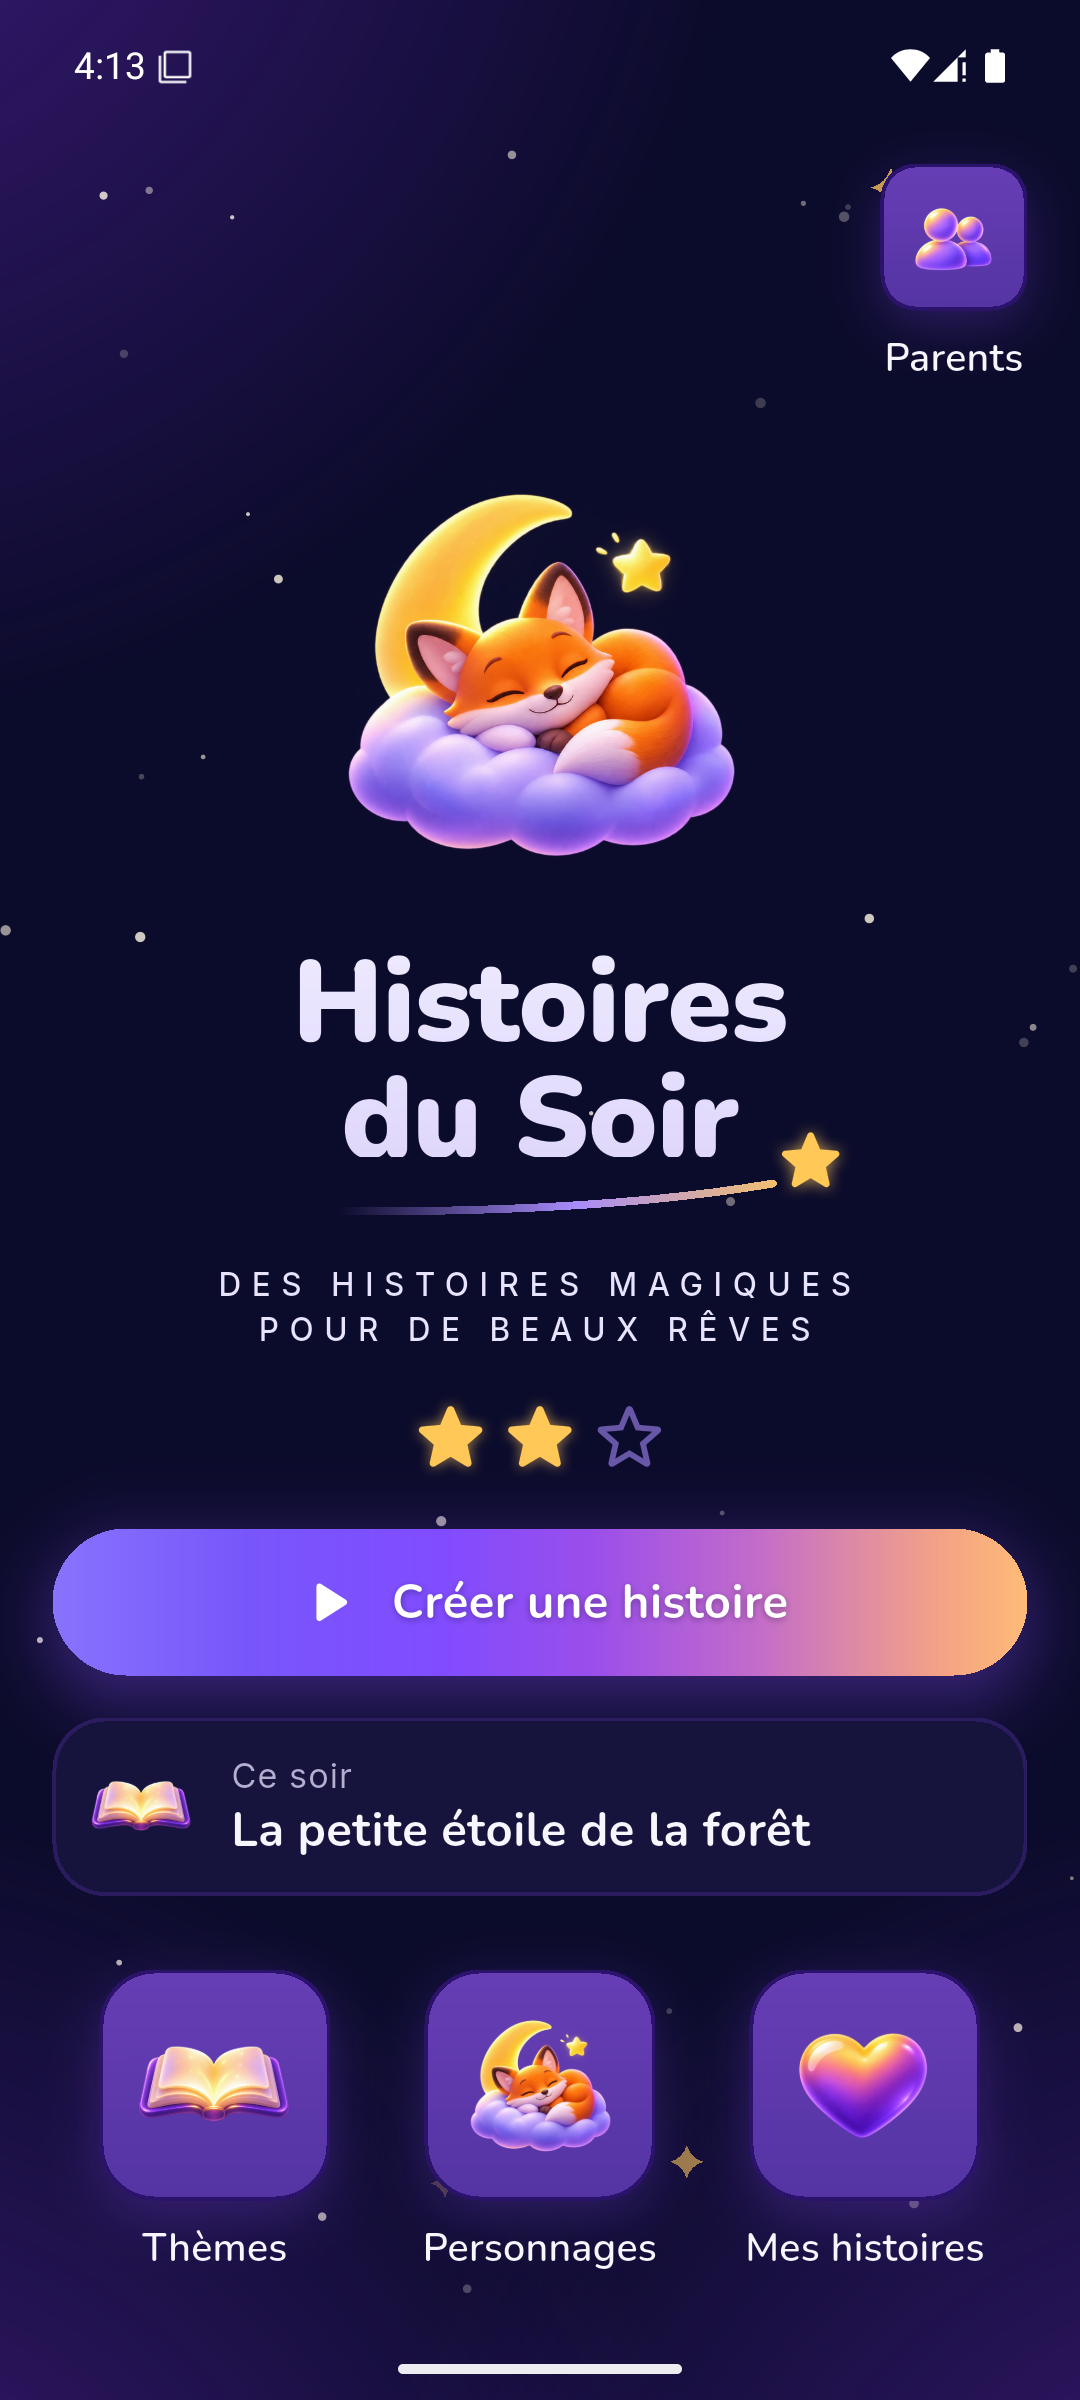 4:13
Parents
Histoires
du Soir
DES HISTOIRES MAGIQUES
POUR DE BEAUX RÊVES
Créer une histoire
Ce soir
La petite étoile de la forêt
Thèmes
Personnages
Mes histoires